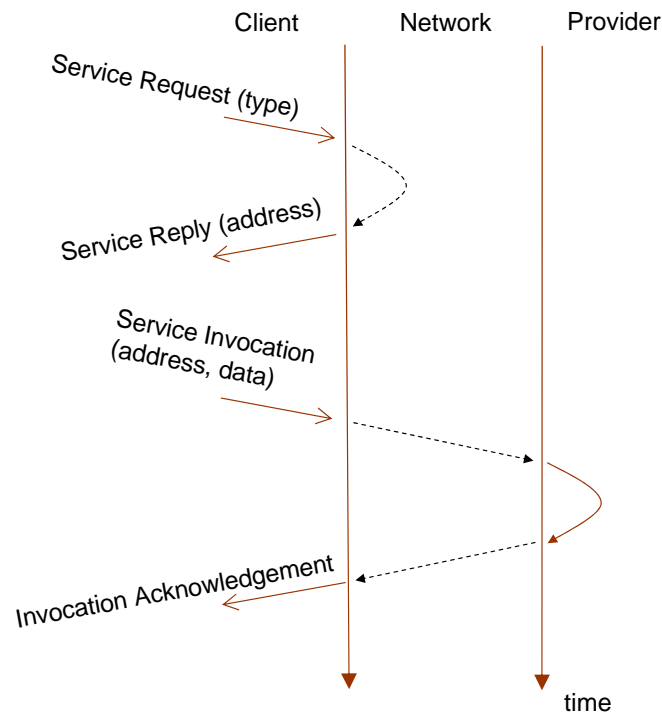 Client
Network
Provider
Service Request (type)
Service Reply (address)
Service Invocation
(address, data)
Invocation Acknowledgement
time